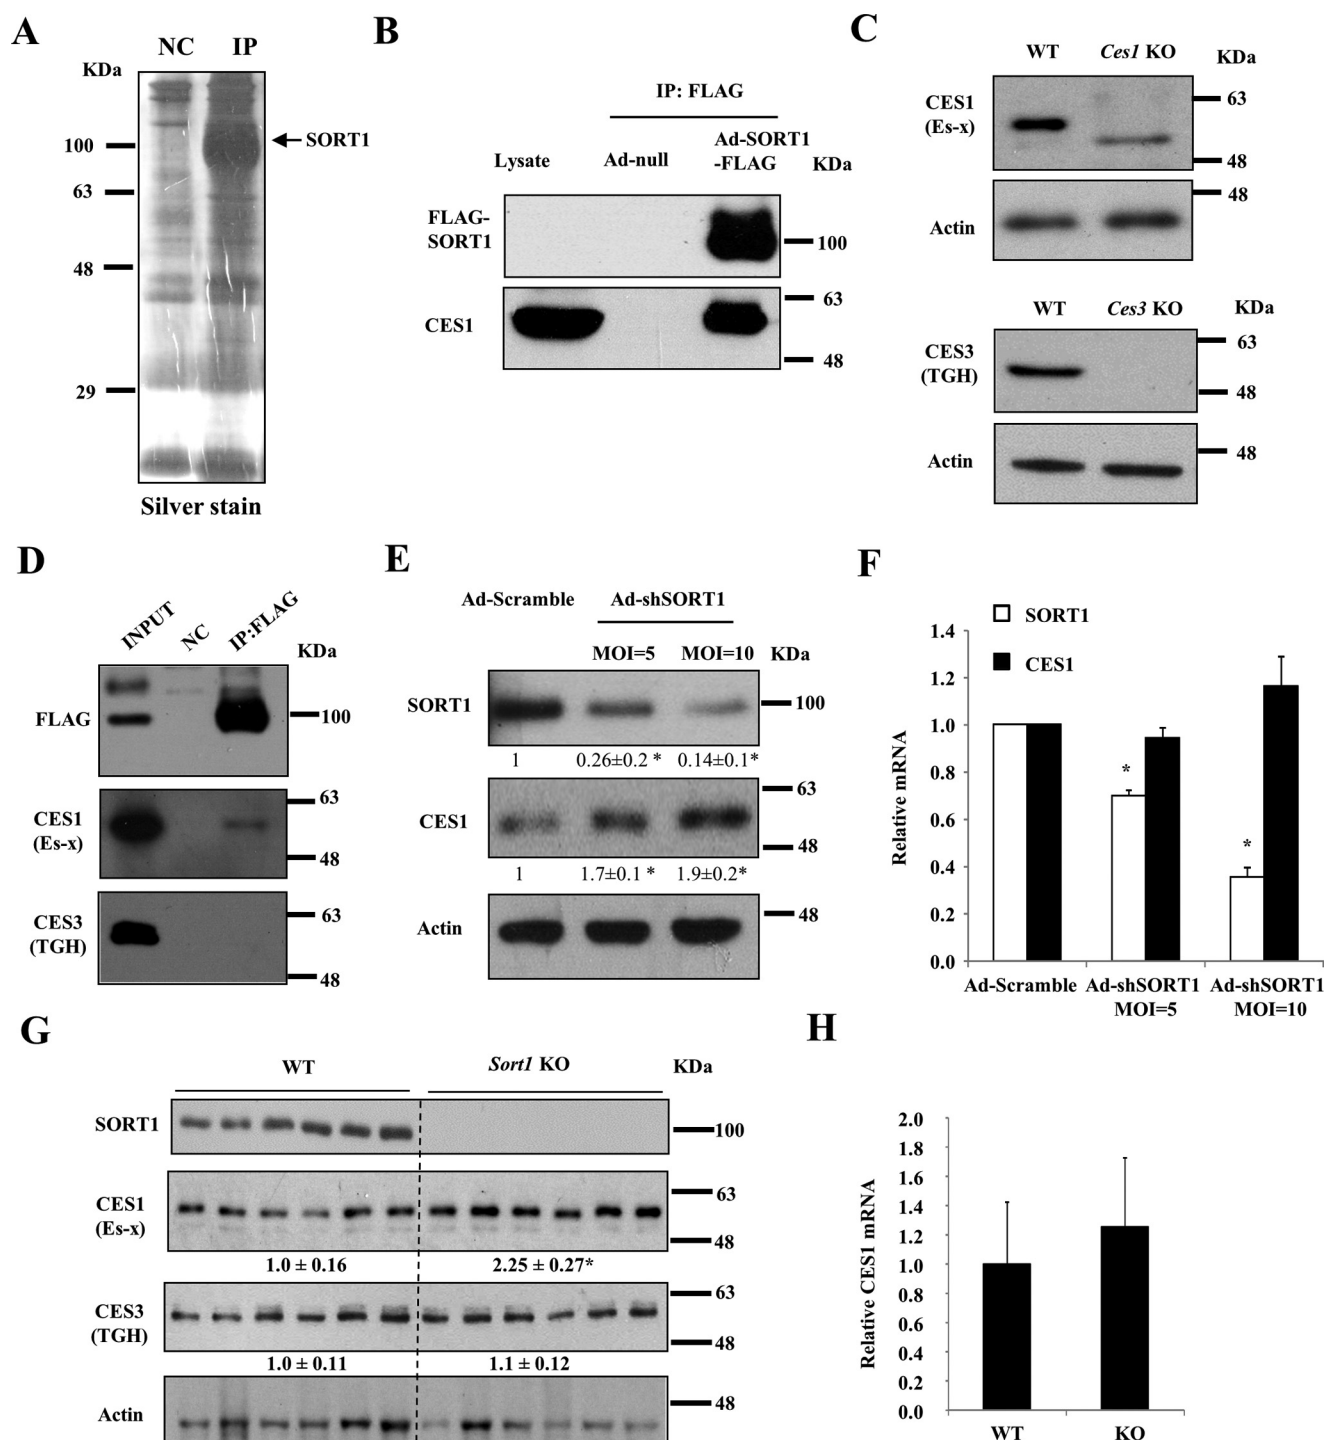 A
NC IP
KDa
100
SORT1
63
48
29
Silver stain
B
IP: FLAG
Lysate Ad-null Ad-SORT1
-FLAG KDa
FLAG-
SORT1
100
63
CES1
48
C
WT Ces1 KO KDa
CES1
(Es-x)
63
48
48
Actin
WT Ces3 KO KDa
CES3
(TGH)
63
48
48
Actin
D
INPUT NC IP:FLAG
KDa
FLAG
100
CES1
(Es-x)
63
48
CES3
(TGH)
63
48
E
Ad-Scramble Ad-shSORT1
MOI=5 MOI=10 KDa
SORT1
100
1 0.26±0.2 * 0.14±0.1*
63
CES1
48
1 1.7±0.1 * 1.9±0.2*
48
Actin
F
SORT1
CES1
Relative mRNA
1.4
1.2
1.0
0.8
0.6
0.4
0.2
0.0
*
*
Ad-Scramble Ad-shSORT1 Ad-shSORT1
MOI=5 MOI=10
G
WT Sort1 KO KDa
SORT1
100
CES1
(Es-x)
63
48
1.0 ± 0.16 2.25 ± 0.27*
CES3
(TGH)
63
48
1.0 ± 0.11 1.1 ± 0.12
48
Actin
H
Relative CES1 mRNA
2.0
1.8
1.6
1.4
1.2
1.0
0.8
0.6
0.4
0.2
0.0
WT KO